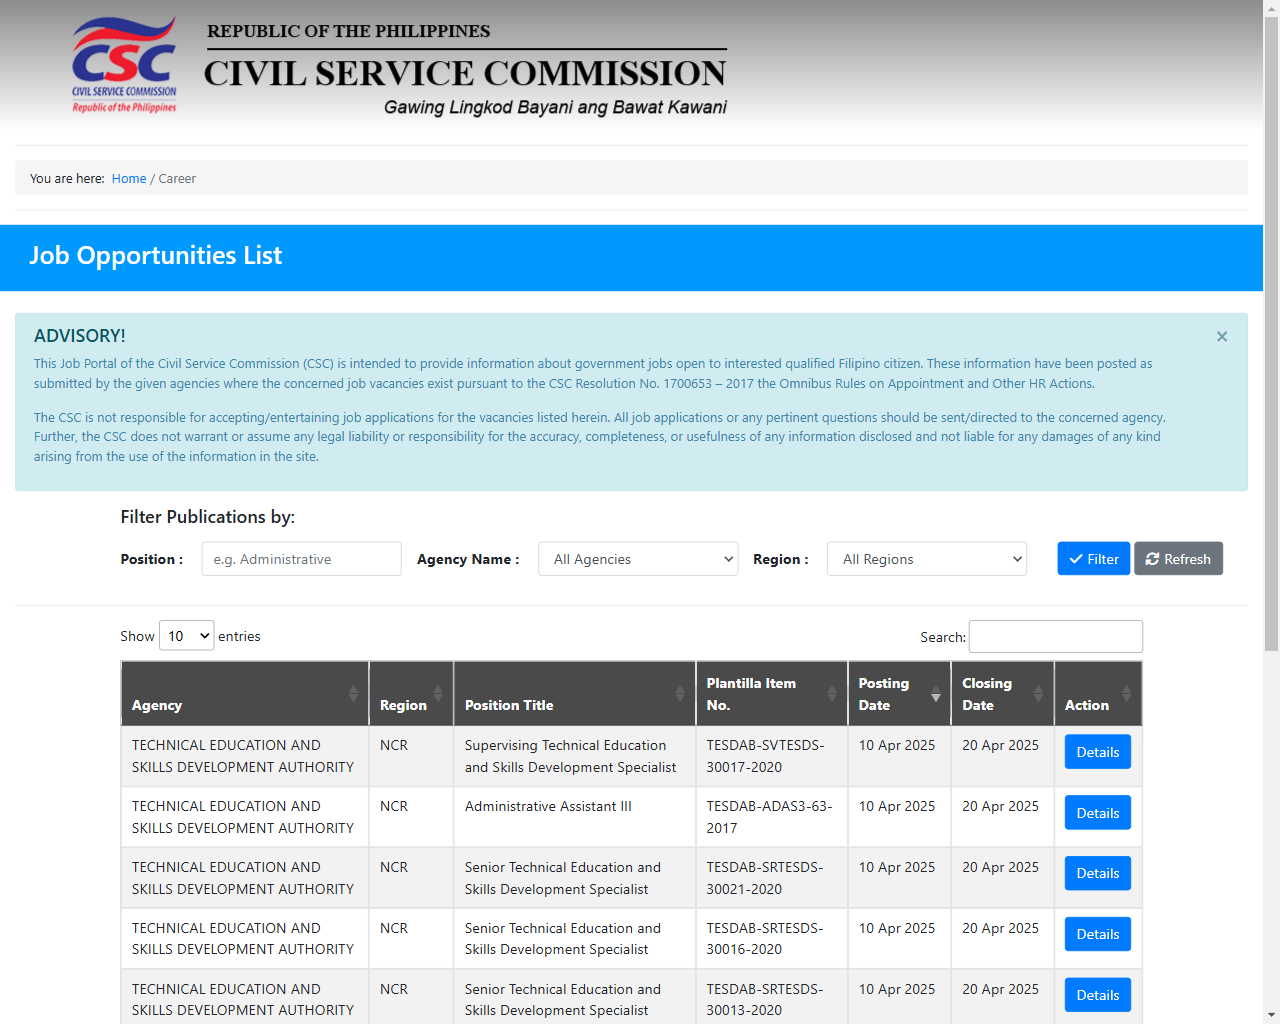 CSC
CIVIL SERVICE COMMISSION
Republic of the Philippines
REPUBLIC OF THE PHILIPPINES
CIVIL SERVICE COMMISSION
Gawing Lingkod Bayani ang Bawat Kawani
You are here: Home / Career
Job Opportunities List
ADVISORY! ×
This Job Portal of the Civil Service Commission (CSC) is intended to provide information about government jobs open to interested qualified Filipino citizen. These information have been posted as
submitted by the given agencies where the concerned job vacancies exist pursuant to the CSC Resolution No. 1700653 – 2017 the Omnibus Rules on Appointment and Other HR Actions.
The CSC is not responsible for accepting/entertaining job applications for the vacancies listed herein. All job applications or any pertinent questions should be sent/directed to the concerned agency.
Further, the CSC does not warrant or assume any legal liability or responsibility for the accuracy, completeness, or usefulness of any information disclosed and not liable for any damages of any kind
arising from the use of the information in the site.
Filter Publications by:
Position : e.g. Administrative Agency Name : All Agencies Region : All Regions Filter Refresh
Show 10 entries Search:
Agency Region Position Title Plantilla Item No. Posting Date Closing Date Action
TECHNICAL EDUCATION AND SKILLS DEVELOPMENT AUTHORITY NCR Supervising Technical Education and Skills Development Specialist TESDAB-SVTESDS-30017-2020 10 Apr 2025 20 Apr 2025 Details
TECHNICAL EDUCATION AND SKILLS DEVELOPMENT AUTHORITY NCR Administrative Assistant III TESDAB-ADAS3-63-2017 10 Apr 2025 20 Apr 2025 Details
TECHNICAL EDUCATION AND SKILLS DEVELOPMENT AUTHORITY NCR Senior Technical Education and Skills Development Specialist TESDAB-SRTESDS-30021-2020 10 Apr 2025 20 Apr 2025 Details
TECHNICAL EDUCATION AND SKILLS DEVELOPMENT AUTHORITY NCR Senior Technical Education and Skills Development Specialist TESDAB-SRTESDS-30016-2020 10 Apr 2025 20 Apr 2025 Details
TECHNICAL EDUCATION AND SKILLS DEVELOPMENT AUTHORITY NCR Senior Technical Education and Skills Development Specialist TESDAB-SRTESDS-30013-2020 10 Apr 2025 20 Apr 2025 Details